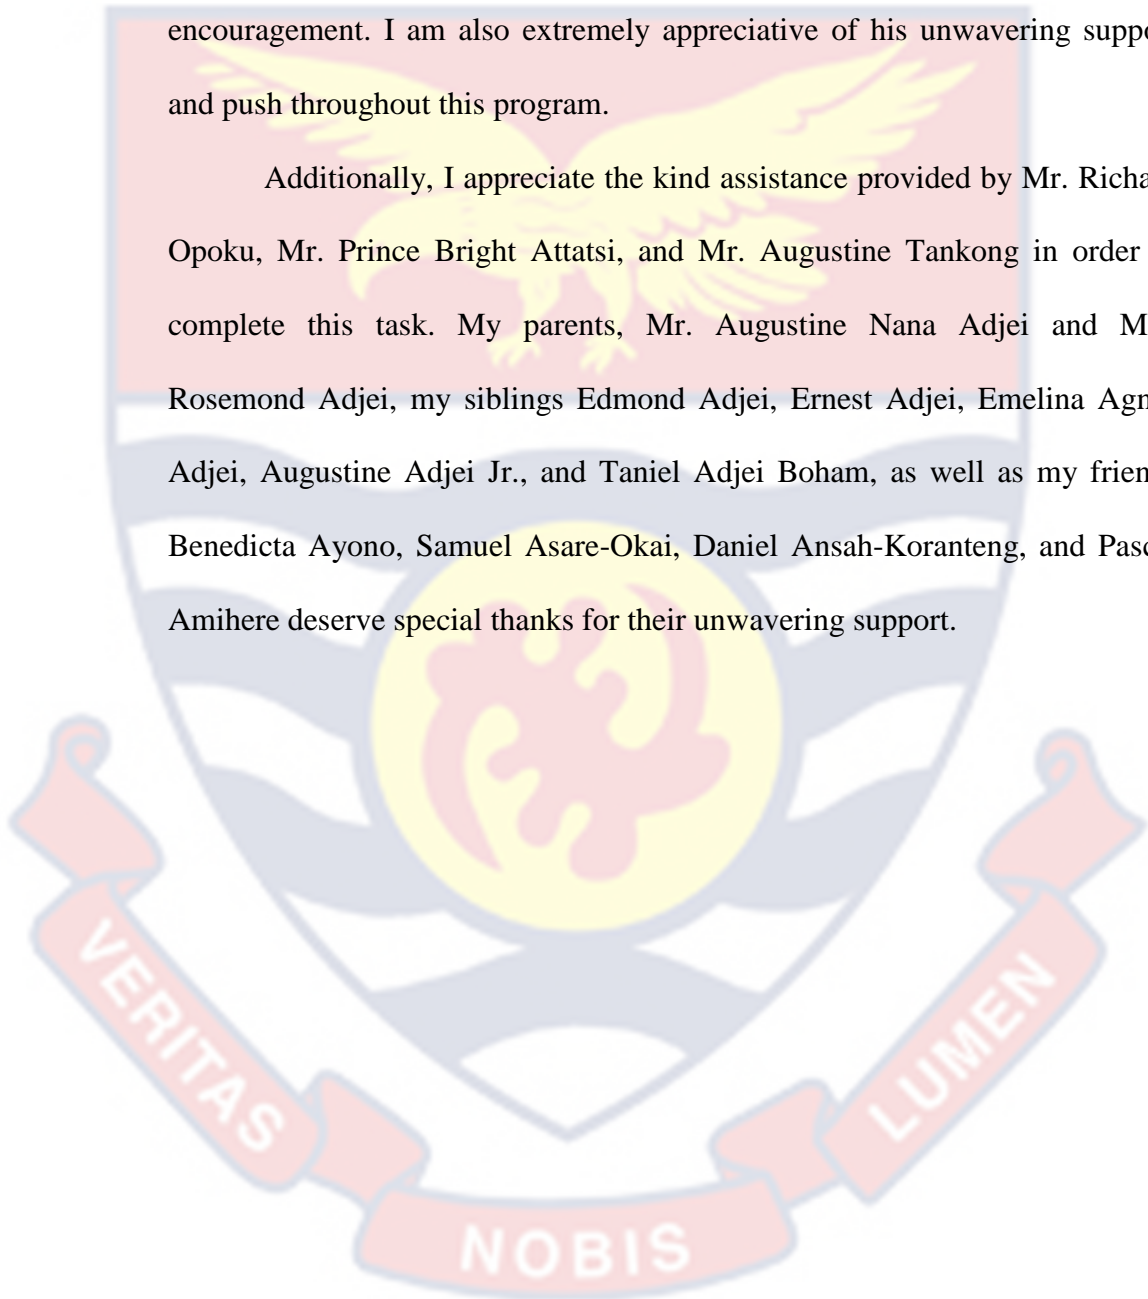 encouragement. I am also extremely appreciative of his unwavering
and push throughout this program.
Additionally, I appreciate the kind assistance provided by Mr.
Opoku, Mr. Prince Bright Attatsi, and Mr. Augustine Tankong in order
complete this task. My parents, Mr. Augustine Nana Adjei and
Rosemond Adjei, my siblings Edmond Adjei, Ernest Adjei, Emelina
Adjei, Augustine Adjei Jr., and Taniel Adjei Boham, as well as my
Benedicta Ayono, Samuel Asare-Okai, Daniel Ansah-Koranteng, and
Amihere deserve special thanks for their unwavering support.
VERITAS
NOBIS
LUMEN